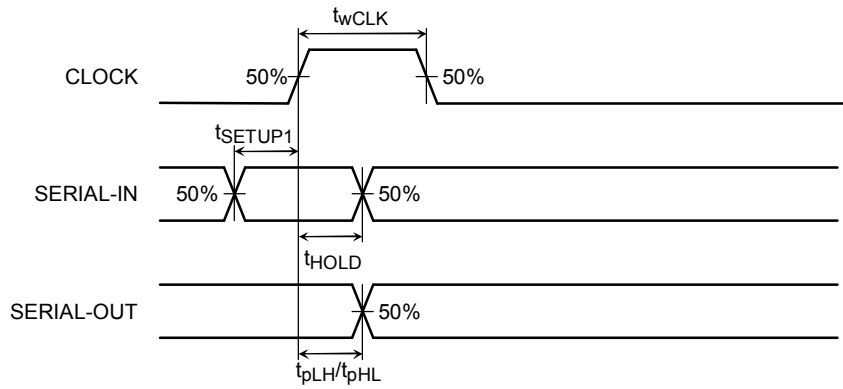 twCLK
CLOCK 50% 50%
tSETUP1
SERIAL-IN 50% 50%
tHOLD
SERIAL-OUT 50%
tpLH/tpHL